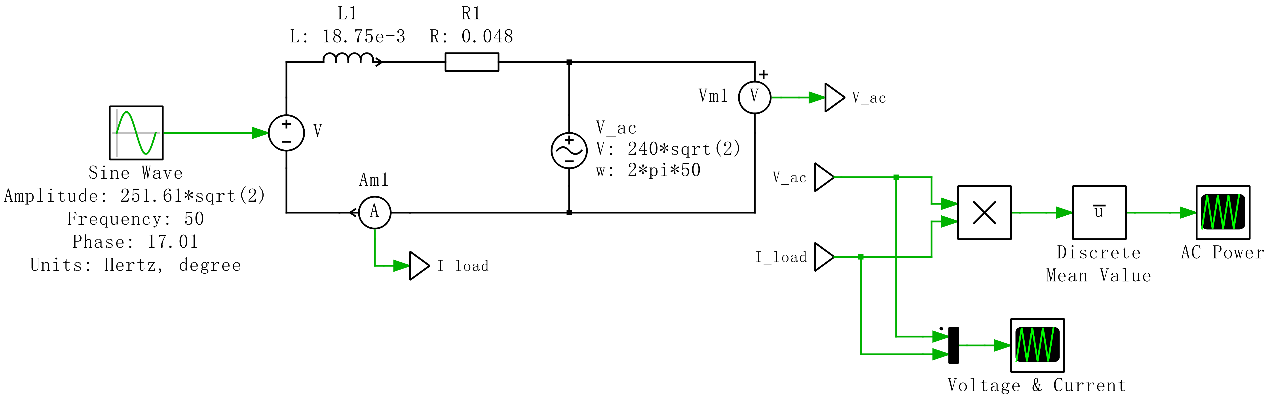 L1
L: 18.75e-3
R1
R: 0.048
V
Vm1
V
V_ac
V_ac
V: 240*sqrt(2)
w: 2*pi*50
Sine Wave
Amplitude: 251.61*sqrt(2)
Frequency: 50
Phase: 17.01
Units: Hertz, degree
Am1
A
I load
V_ac
I_load
ū
Discrete
Mean Value
AC Power
Voltage & Current